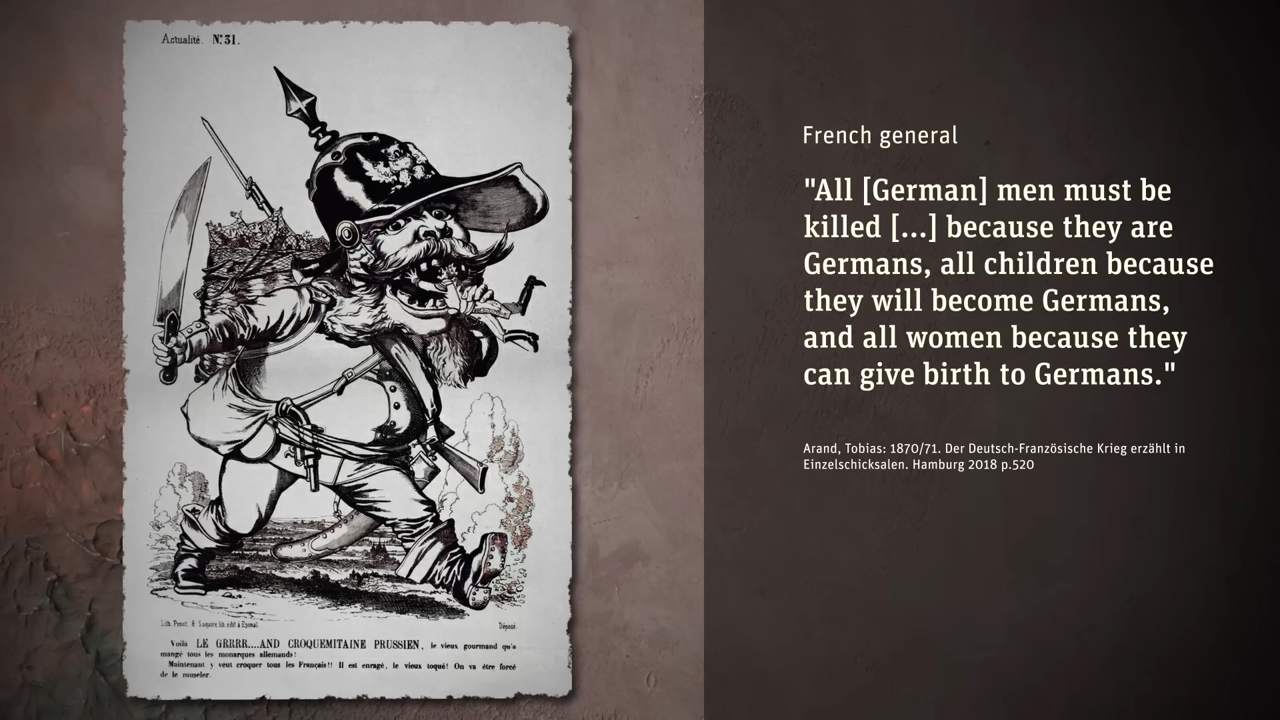 Actualité. Nº 31.
Lith. Pinot & Sagaire, lib. édit. à Epinal.
Déposé.
Voilà LE GRRRR....AND CROQUEMITAINE PRUSSIEN, le vieux gourmand qu'a
mangé tous les monarques allemands!
Maintenant y veut croquer tous les Français!! Il est enragé, le vieux toqué! On va être forcé
de le museler.
French general
"All [German] men must be
killed [...] because they are
Germans, all children because
they will become Germans,
and all women because they
can give birth to Germans."
Arand, Tobias: 1870/71. Der Deutsch-Französische Krieg erzählt in
Einzelschicksalen. Hamburg 2018 p.520